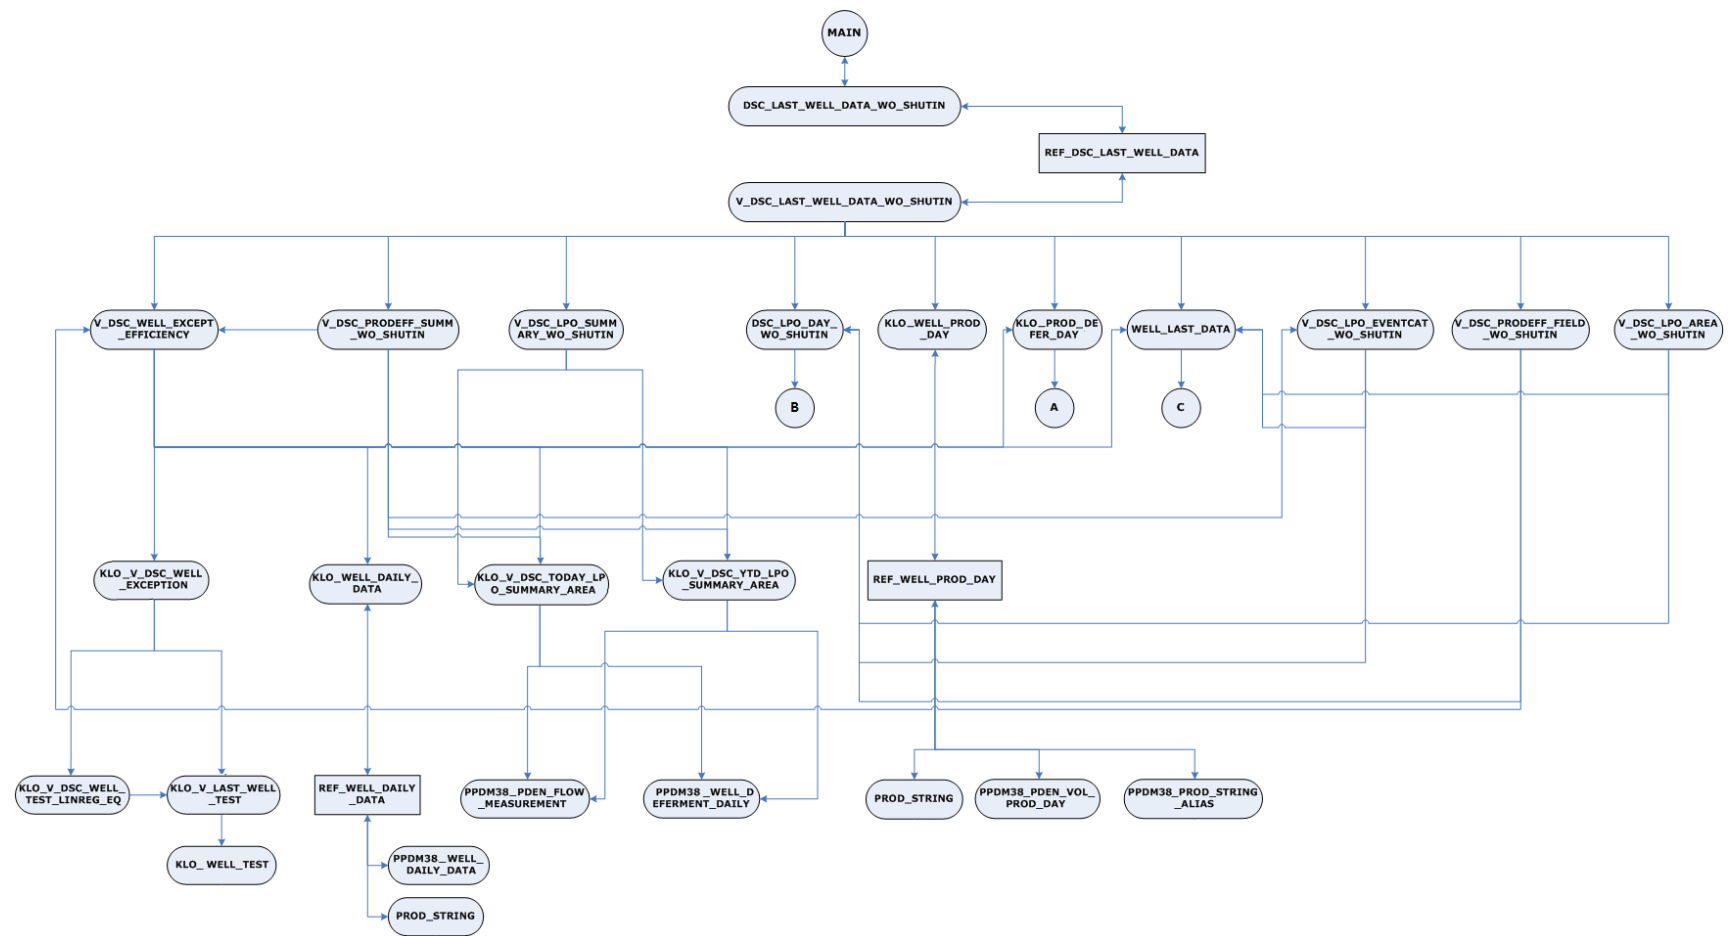 MAIN
DSC_LAST_WELL_DATA_WO_SHUTIN
REF_DSC_LAST_WELL_DATA
V_DSC_LAST_WELL_DATA_WO_SHUTIN
V_DSC_WELL_EXCEPT
_EFFICIENCY
V_DSC_PRODEFF_SUMM
_WO_SHUTIN
V_DSC_LPO_SUMM
ARY_WO_SHUTIN
DSC_LPO_DAY_
WO_SHUTIN
KLO_WELL_PROD
_DAY
KLO_PROD_DE
FER_DAY
WELL_LAST_DATA
V_DSC_LPO_EVENTCAT
_WO_SHUTIN
V_DSC_PRODEFF_FIELD
_WO_SHUTIN
V_DSC_LPO_AREA
_WO_SHUTIN
B
A
C
KLO_V_DSC_WELL
_EXCEPTION
KLO_WELL_DAILY_
DATA
KLO_V_DSC_TODAY_LP
O_SUMMARY_AREA
KLO_V_DSC_YTD_LPO
_SUMMARY_AREA
REF_WELL_PROD_DAY
KLO_V_DSC_WELL_
TEST_LINREG_EQ
KLO_V_LAST_WELL
_TEST
REF_WELL_DAILY
_DATA
PPDM38_PDEN_FLOW
_MEASUREMENT
PPDM38_WELL_D
EFERMENT_DAILY
PROD_STRING
PPDM38_PDEN_VOL_
PROD_DAY
PPDM38_PROD_STRING
_ALIAS
KLO_ WELL_TEST
PPDM38_WELL_
DAILY_DATA
PROD_STRING